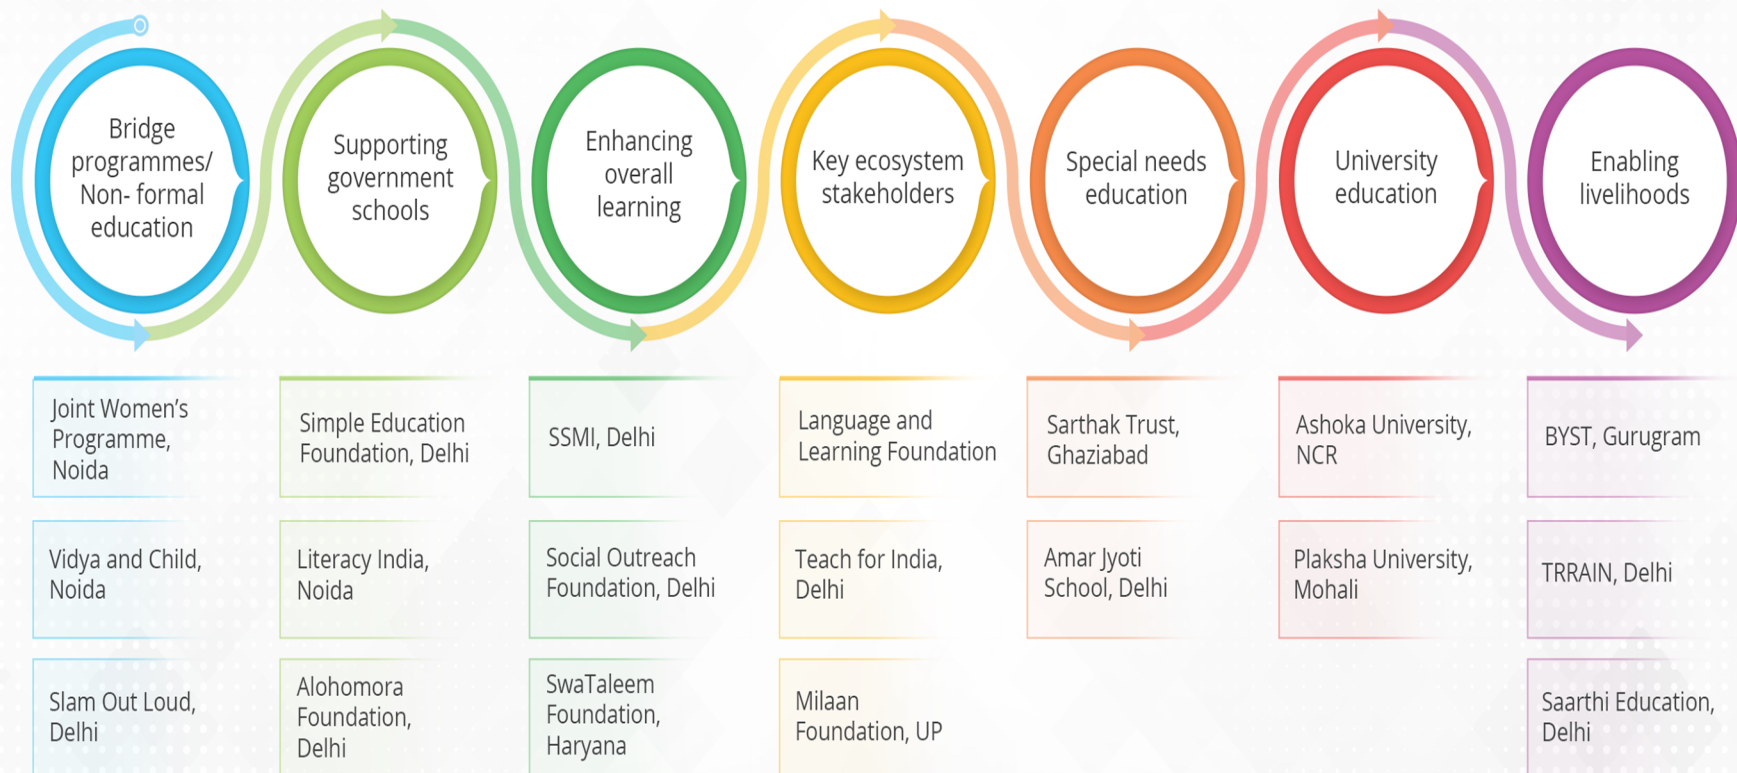 Bridge
programmes/
Non- formal
education
Supporting
government
schools
Enhancing
overall
learning
Key ecosystem
stakeholders
Special needs
education
University
education
Enabling
livelihoods
Joint Women’s
Programme,
Noida
Simple Education
Foundation, Delhi
SSMI, Delhi
Language and
Learning Foundation
Sarthak Trust,
Ghaziabad
Ashoka University,
NCR
BYST, Gurugram
Vidya and Child,
Noida
Literacy India,
Noida
Social Outreach
Foundation, Delhi
Teach for India,
Delhi
Amar Jyoti
School, Delhi
Plaksha University,
Mohali
TRRAIN, Delhi
Slam Out Loud,
Delhi
Alohomora
Foundation,
Delhi
SwaTaleem
Foundation,
Haryana
Milaan
Foundation, UP
Saarthi Education,
Delhi